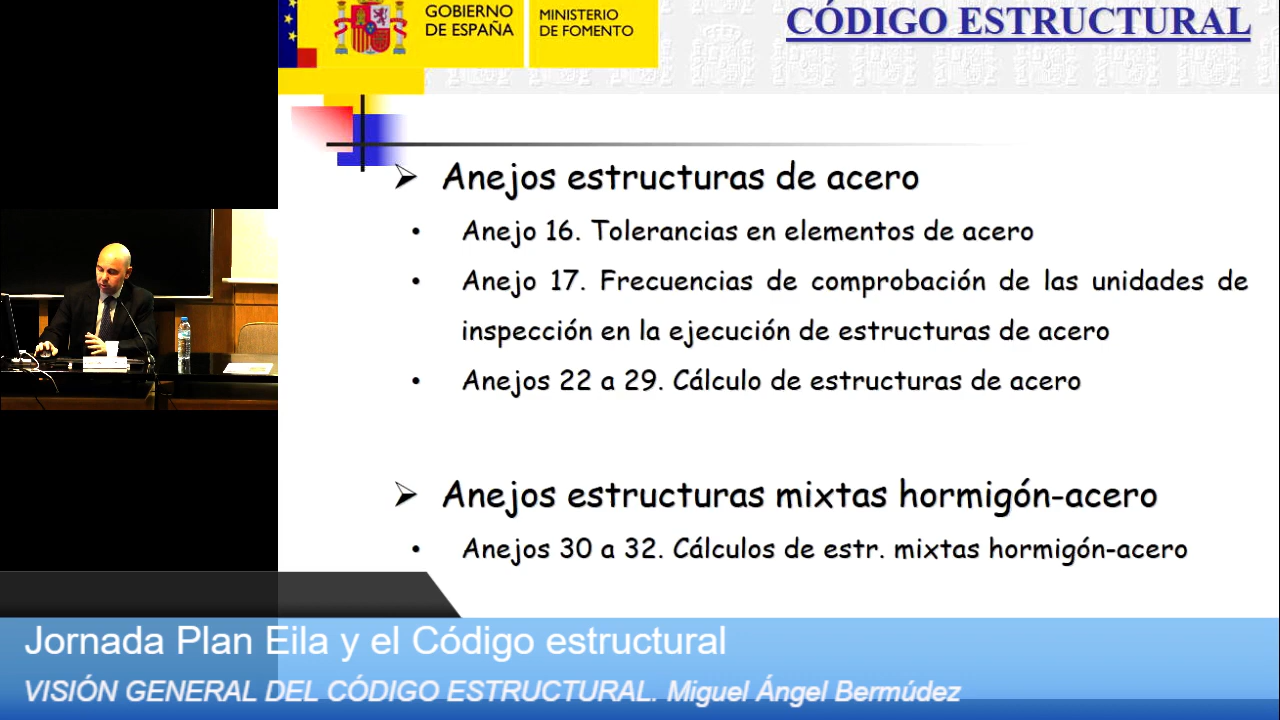 GOBIERNO
DE ESPAÑA
MINISTERIO
DE FOMENTO
CÓDIGO ESTRUCTURAL
Anejos estructuras de acero
Anejo 16. Tolerancias en elementos de acero
Anejo 17. Frecuencias de comprobación de las unidades de
inspección en la ejecución de estructuras de acero
Anejos 22 a 29. Cálculo de estructuras de acero
Anejos estructuras mixtas hormigón-acero
Anejos 30 a 32. Cálculos de estr. mixtas hormigón-acero
Jornada Plan Eila y el Código estructural
VISIÓN GENERAL DEL CÓDIGO ESTRUCTURAL. Miguel Ángel Bermúdez